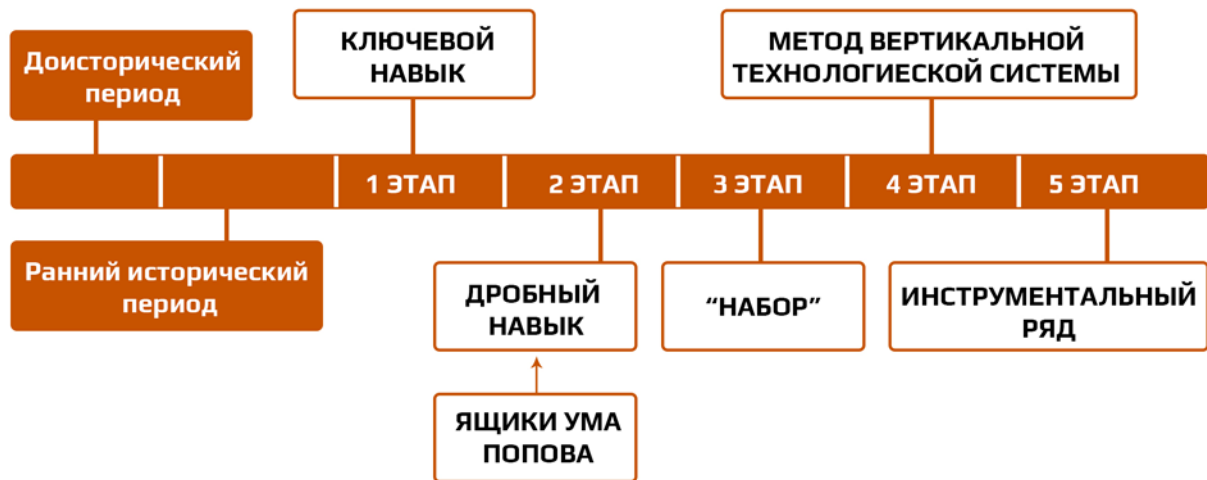 Доисторический
период
КЛЮЧЕВОЙ
НАВЫК
МЕТОД ВЕРТИКАЛЬНОЙ
ТЕХНОЛОГИЕСКОЙ СИСТЕМЫ
1 ЭТАП
2 ЭТАП
3 ЭТАП
4 ЭТАП
5 ЭТАП
Ранний исторический
период
ДРОБНЫЙ
НАВЫК
“НАБОР”
ИНСТРУМЕНТАЛЬНЫЙ
РЯД
ЯЩИКИ УМА
ПОПОВА